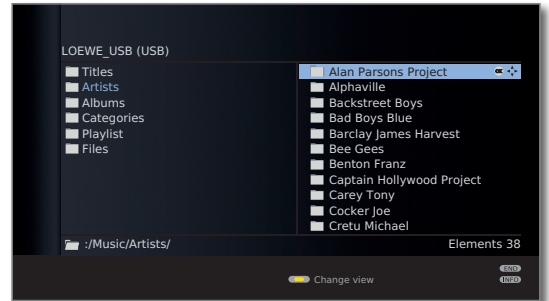 LOEWE_USB (USB)
Titles
Artists
Albums
Categories
Playlist
Files
Alan Parsons Project
Alphaville
Backstreet Boys
Bad Boys Blue
Barclay James Harvest
Bee Gees
Benton Franz
Captain Hollywood Project
Carey Tony
Cocker Joe
Cretu Michael
:/Music/Artists/
Elements 38
END
Change view
INFO